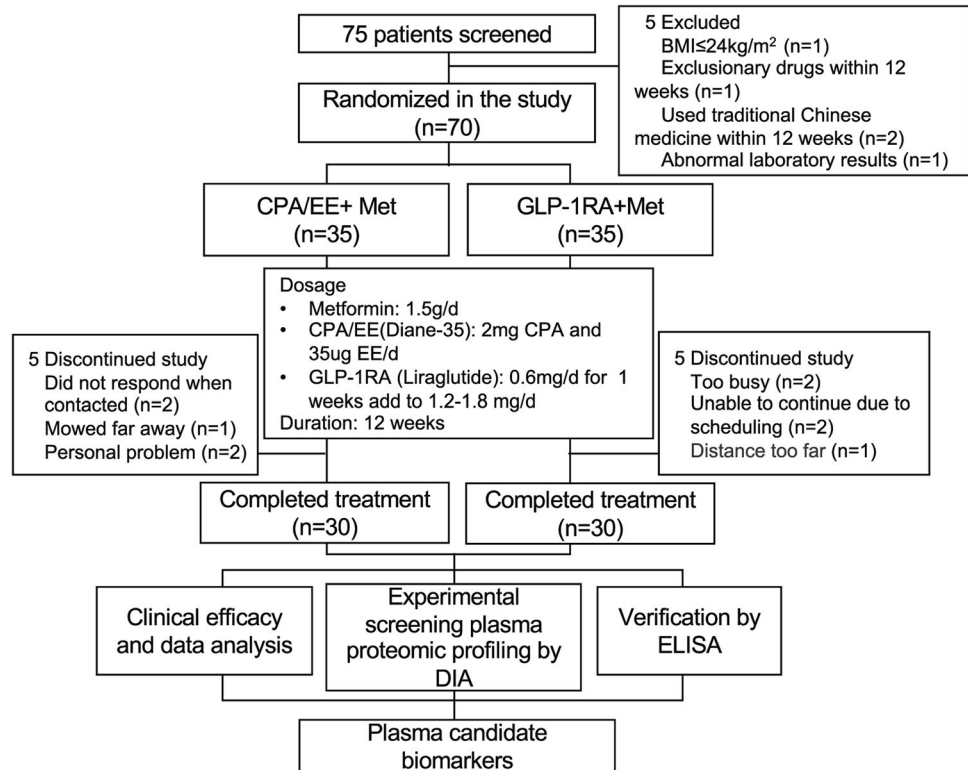 75 patients screened
5 Excluded
BMI≤24kg/m² (n=1)
Exclusionary drugs within 12
weeks (n=1)
Used traditional Chinese
medicine within 12 weeks (n=2)
Abnormal laboratory results (n=1)
Randomized in the study
(n=70)
CPA/EE+ Met
(n=35)
GLP-1RA+Met
(n=35)
Dosage
• Metformin: 1.5g/d
• CPA/EE(Diane-35): 2mg CPA and
35ug EE/d
• GLP-1RA (Liraglutide): 0.6mg/d for 1
weeks add to 1.2-1.8 mg/d
Duration: 12 weeks
5 Discontinued study
Did not respond when
contacted (n=2)
Mowed far away (n=1)
Personal problem (n=2)
5 Discontinued study
Too busy (n=2)
Unable to continue due to
scheduling (n=2)
Distance too far (n=1)
Completed treatment
(n=30)
Completed treatment
(n=30)
Clinical efficacy
and data analysis
Experimental
screening plasma
proteomic profiling by
DIA
Verification by
ELISA
Plasma candidate
biomarkers